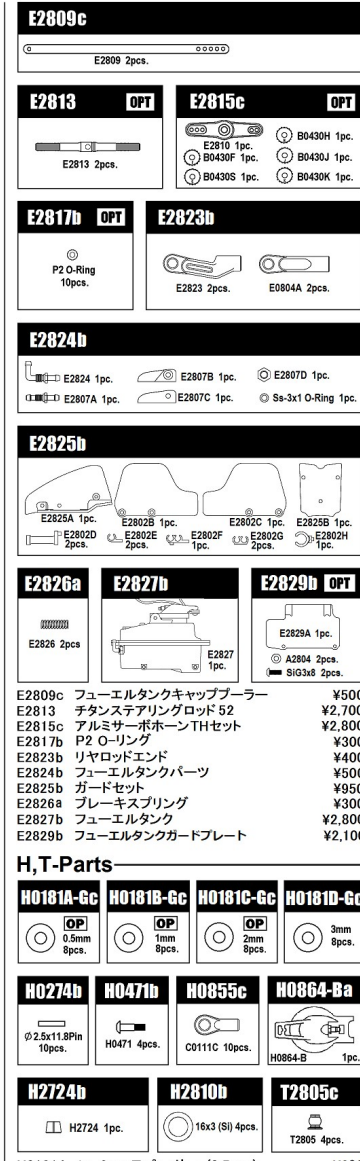 E2809c
E2809 2pcs.
E2813 OPT
E2813 2pcs.
E2815c OPT
E2810 1pc.
B0430F 1pc.
B0430S 1pc.
B0430H 1pc.
B0430J 1pc.
B0430K 1pc.
E2817b OPT
P2 O-Ring
10pcs.
E2823b
E2823 2pcs.
E0804A 2pcs.
E2824b
E2824 1pc.
E2807B 1pc.
E2807D 1pc.
E2807A 1pc.
E2807C 1pc.
Ss-3x1 O-Ring 1pc.
E2825b
E2825A 1pc.
E2802B 1pc.
E2802C 1pc.
E2825B 1pc.
E2802D
2pcs.
E2802E
2pcs.
E2802F
1pc.
E2802G
2pcs.
E2802H
1pc.
E2826a
E2826 2pcs
E2827b
E2827
1pc.
E2829b OPT
E2829A 1pc.
A2804 2pcs.
SiG3x8 2pcs.
E2809c フューエルタンクキャッププーラー ¥500
E2813 チタンステアリングロッド52 ¥2,700
E2815c アルミサーボホーンTHセット ¥2,800
E2817b P2 O-リング ¥300
E2823b リヤロッドエンド ¥400
E2824b フューエルタンクパーツ ¥500
E2825b ガードセット ¥950
E2826a ブレーキスプリング ¥300
E2827b フューエルタンク ¥2,800
E2829b フューエルタンクガードプレート ¥2,100
H,T-Parts
H0181A-Gc
OP
0.5mm
8pcs.
H0181B-Gc
OP
1mm
8pcs.
H0181C-Gc
OP
2mm
8pcs.
H0181D-Gc
3mm
8pcs.
H0274b
Ø2.5x11.8Pin
10pcs.
H0471b
H0471 4pcs.
H0855c
C0111C 10pcs.
H0864-Ba
H0864-B 1pc.
H2724b
H2724 1pc.
H2810b
16x3 (Si) 4pcs.
T2805c
T2805 4pcs.